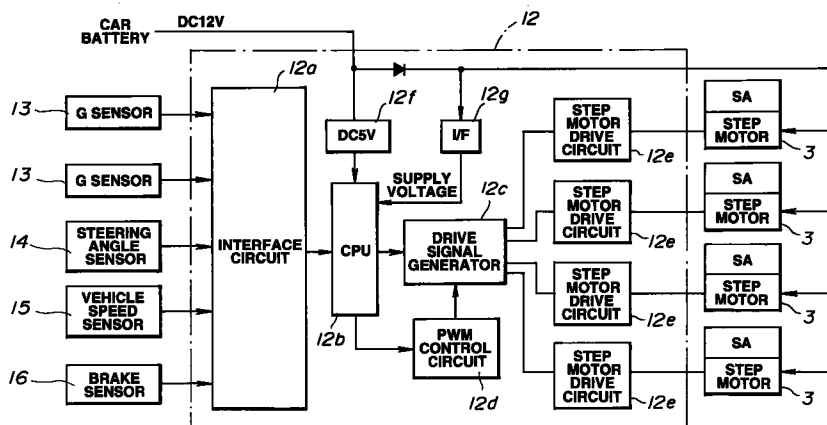 CAR
BATTERY
DC12V
12
12a
13
G SENSOR
12f
12g
SA
STEP
MOTOR
DRIVE
CIRCUIT
STEP
MOTOR
DC5V
I/F
12e
3
13
G SENSOR
SUPPLY
VOLTAGE
12c
STEP
MOTOR
DRIVE
CIRCUIT
SA
STEP
MOTOR
14
STEERING
ANGLE
SENSOR
INTERFACE
CIRCUIT
CPU
DRIVE
SIGNAL
GENERATOR
12e
3
15
VEHICLE
SPEED
SENSOR
STEP
MOTOR
DRIVE
CIRCUIT
SA
STEP
MOTOR
12b
PWM
CONTROL
CIRCUIT
12e
3
16
BRAKE
SENSOR
12d
STEP
MOTOR
DRIVE
CIRCUIT
SA
STEP
MOTOR
12e
3